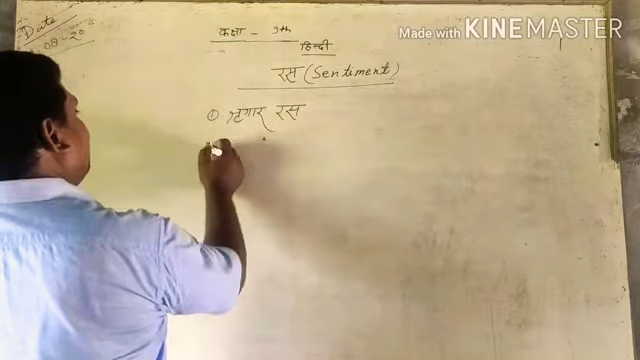 Date
08-20
Made with KINEMASTER
कक्षा - 9th
हिन्दी
रस (Sentiment)
① श्रृंगार रस